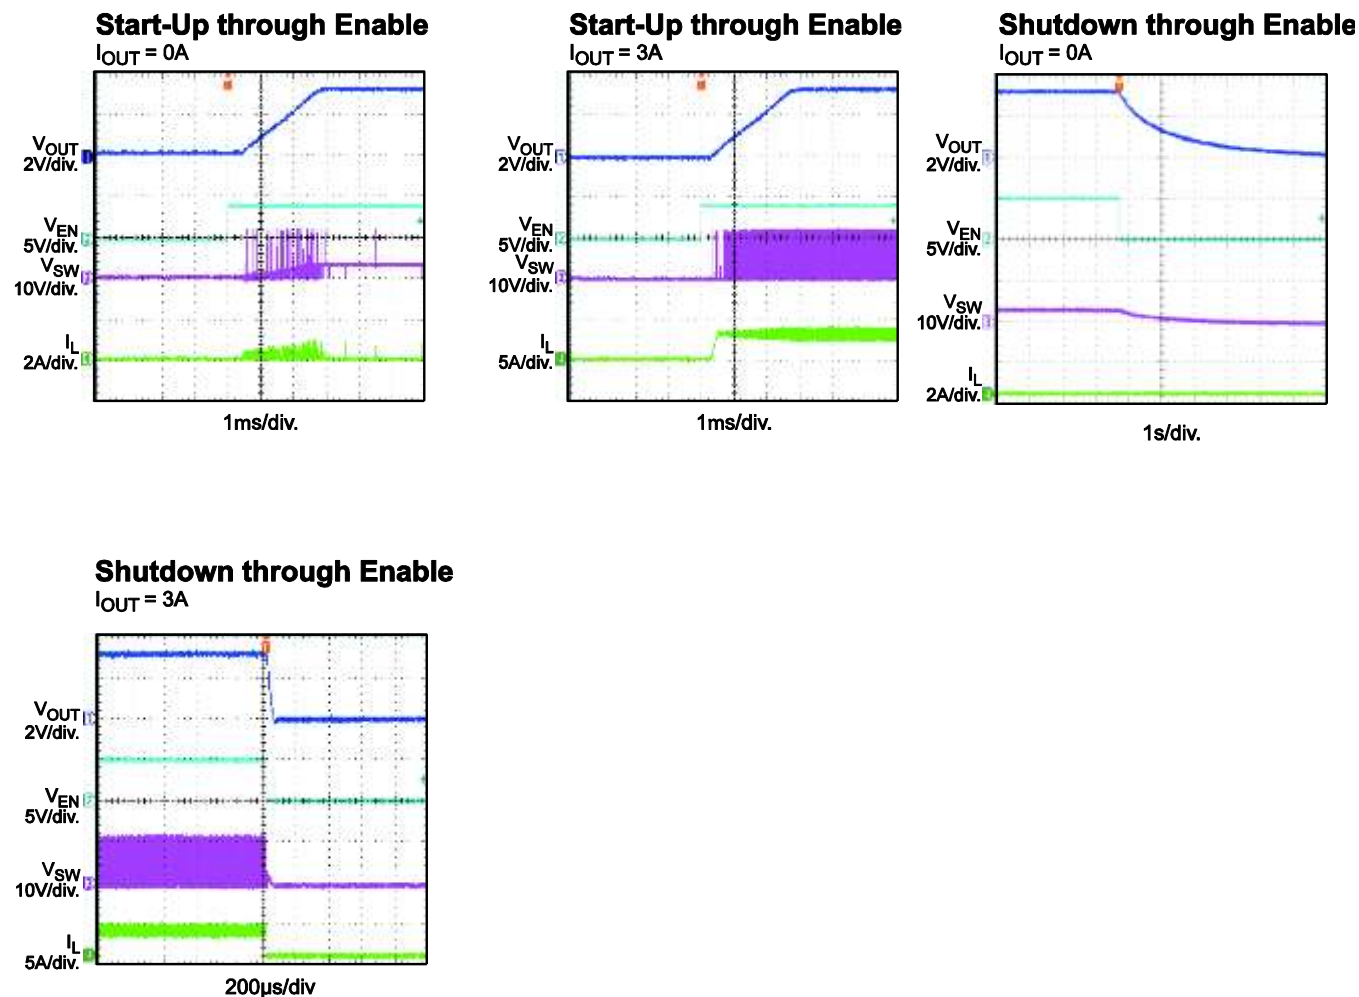 Start-Up through Enable
IOUT = 0A
VOUT
2V/div.
VEN
5V/div.
VSW
10V/div.
IL
2A/div.
1ms/div.
Start-Up through Enable
IOUT = 3A
VOUT
2V/div.
VEN
5V/div.
VSW
10V/div.
IL
5A/div.
1ms/div.
Shutdown through Enable
IOUT = 0A
VOUT
2V/div.
VEN
5V/div.
VSW
10V/div.
IL
2A/div.
1s/div.
Shutdown through Enable
IOUT = 3A
VOUT
2V/div.
VEN
5V/div.
VSW
10V/div.
IL
5A/div.
200µs/div